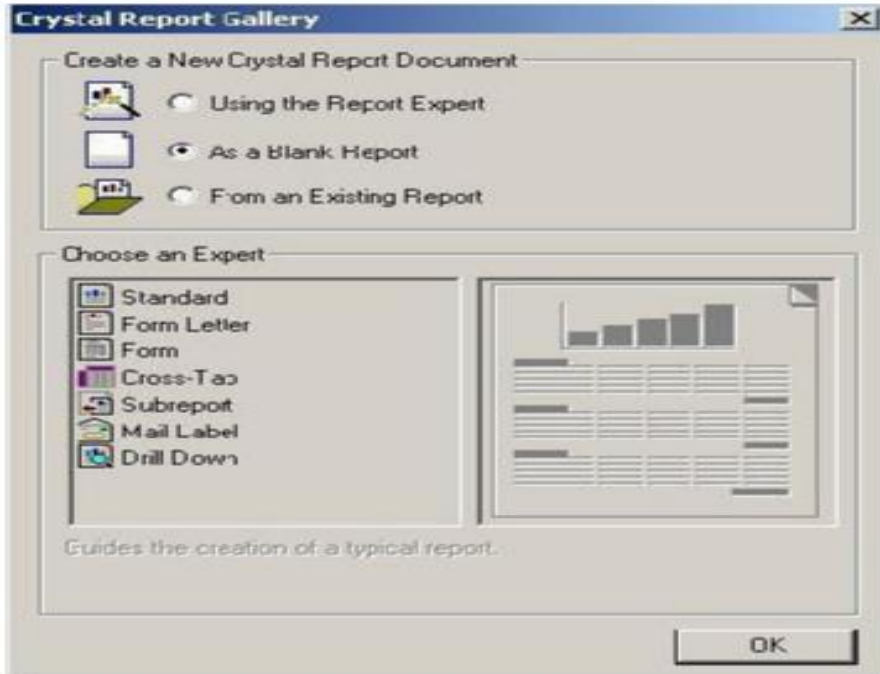 Crystal Report Gallery
Create a New Crystal Report Document
Using the Report Expert
As a Blank Report
From an Existing Report
Choose an Expert
Standard
Form Letter
Form
Cross-Tab
Subreport
Mail Label
Drill Down
Guides the creation of a typical report.
OK